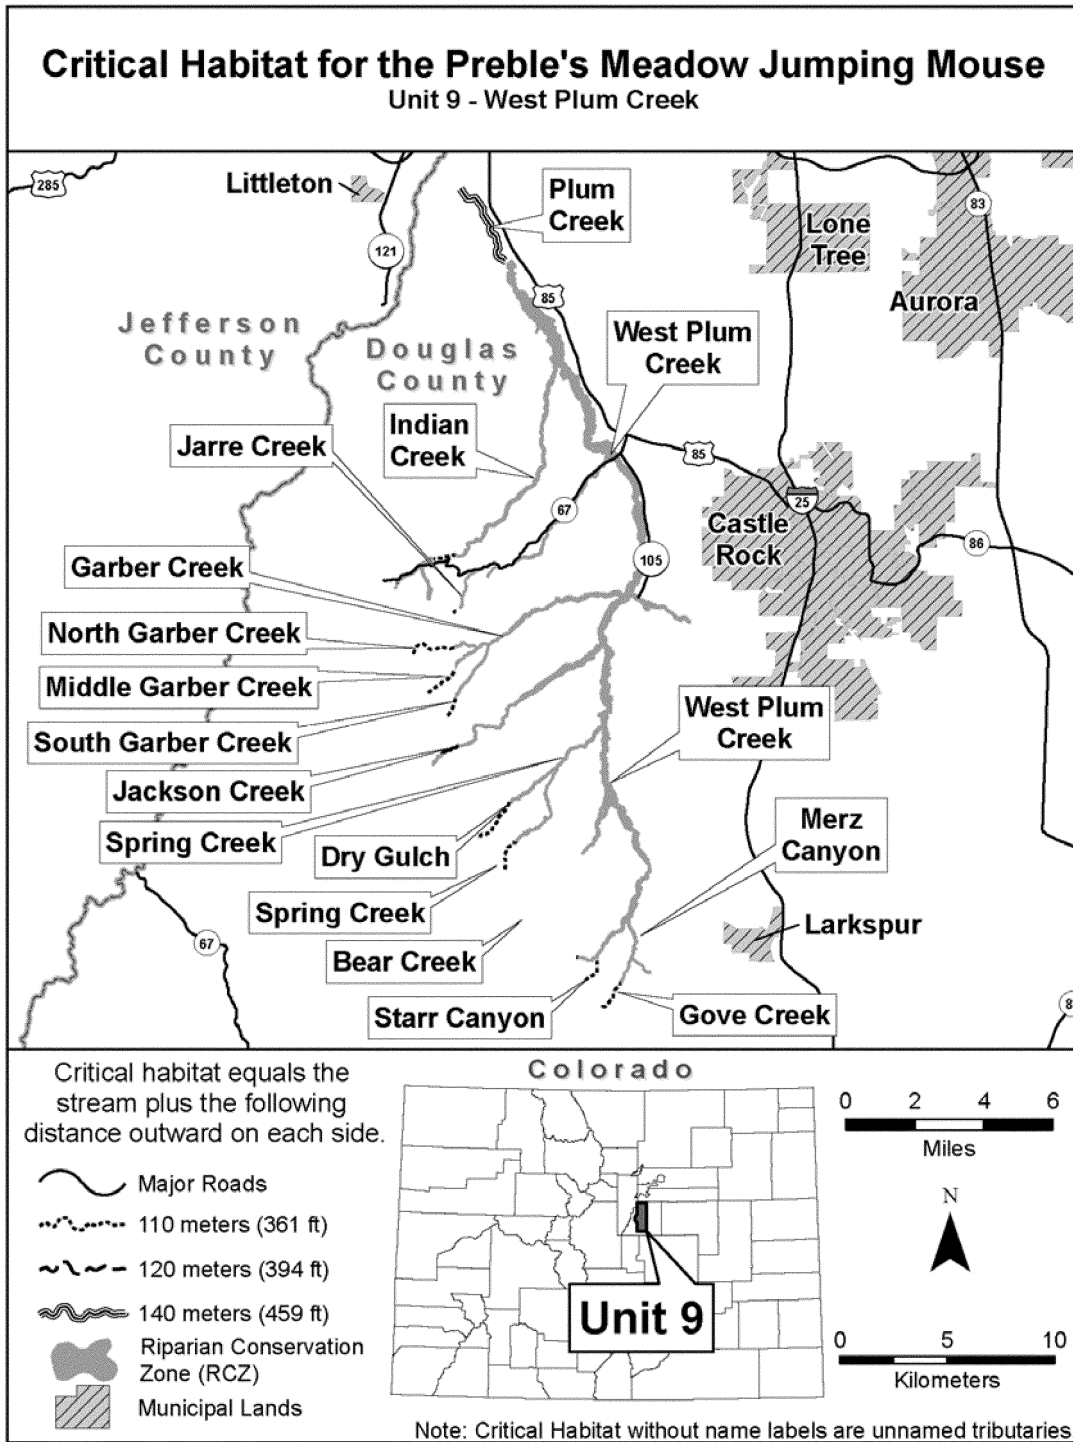 Critical Habitat for the Preble's Meadow Jumping Mouse
Unit 9 - West Plum Creek
285
Littleton
121
Plum
Creek
Lone
Tree
83
Aurora
85
Jefferson
County
Douglas
County
West Plum
Creek
Indian
Creek
Jarre Creek
85
25
67
Castle
Rock
86
105
Garber Creek
North Garber Creek
Middle Garber Creek
South Garber Creek
West Plum
Creek
Jackson Creek
Spring Creek
Dry Gulch
Merz
Canyon
Spring Creek
Larkspur
67
Bear Creek
Starr Canyon
Gove Creek
Critical habitat equals the
stream plus the following
distance outward on each side.
Major Roads
110 meters (361 ft)
120 meters (394 ft)
140 meters (459 ft)
Riparian Conservation
Zone (RCZ)
Municipal Lands
Colorado
Unit 9
0 2 4 6
Miles
N
0 5 10
Kilometers
Note: Critical Habitat without name labels are unnamed tributaries